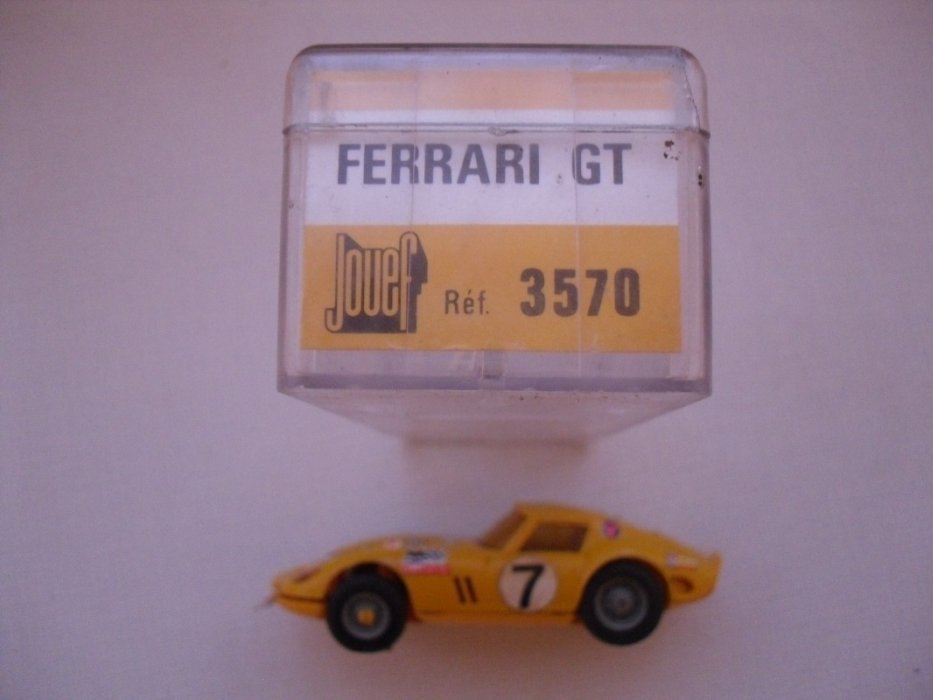 FERRARI GT
Jouef Réf. 3570
7